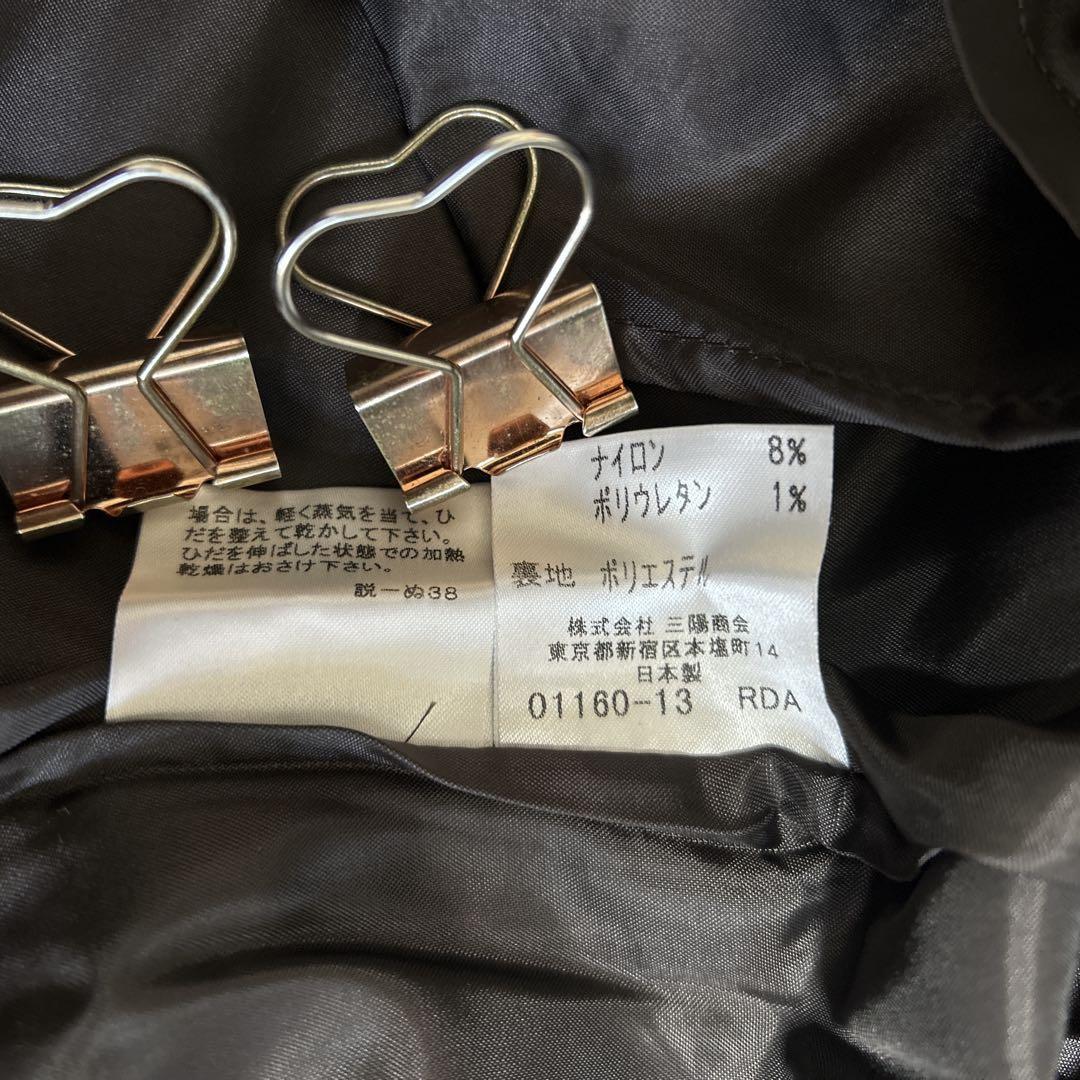 場合は、軽く蒸気を当て、ひ
だを整えて乾かして下さい。
ひだを伸ばした状態での加熱
乾燥はおさけ下さい。
説ーぬ38
ナイロン 8%
ポリウレタン 1%
裏地 ポリエステル
株式会社 三陽商会
東京都新宿区本塩町14
日本製
01160-13 RDA